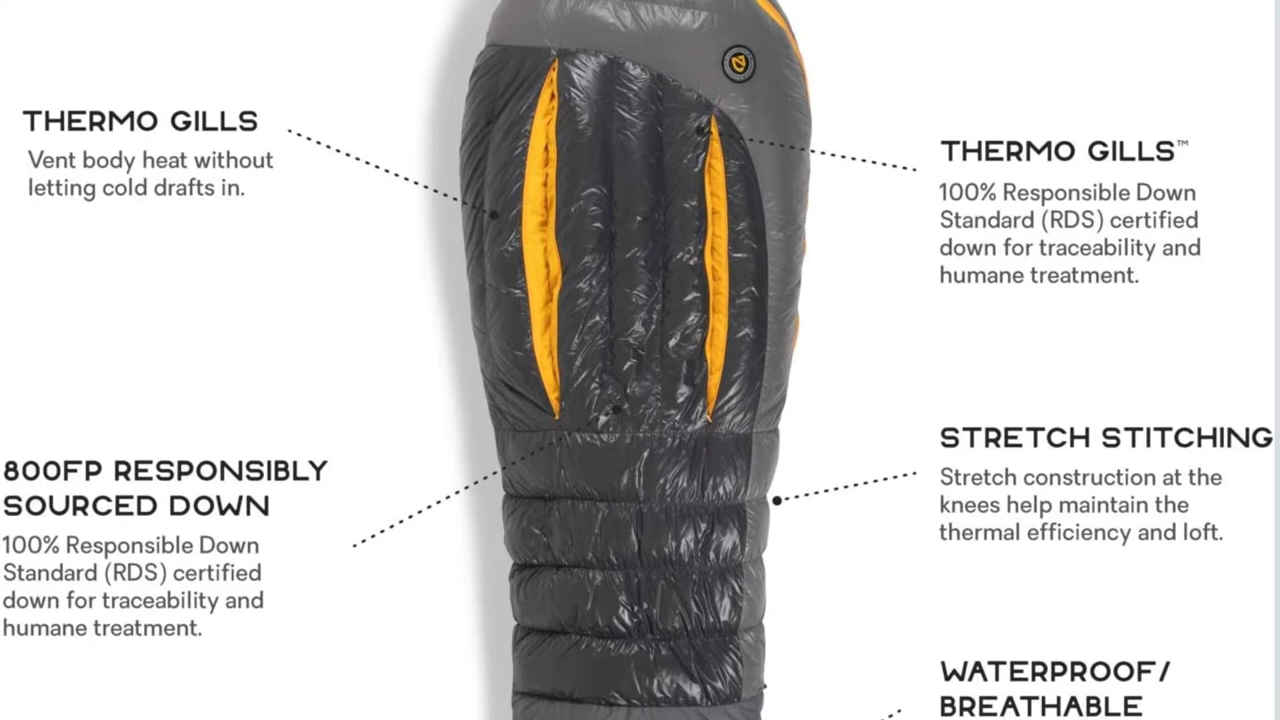 THERMO GILLS
Vent body heat without
letting cold drafts in.
800FP RESPONSIBLY
SOURCED DOWN
100% Responsible Down
Standard (RDS) certified
down for traceability and
humane treatment.
THERMO GILLS™
100% Responsible Down
Standard (RDS) certified
down for traceability and
humane treatment.
STRETCH STITCHING
Stretch construction at the
knees help maintain the
thermal efficiency and loft.
WATERPROOF/
BREATHABLE